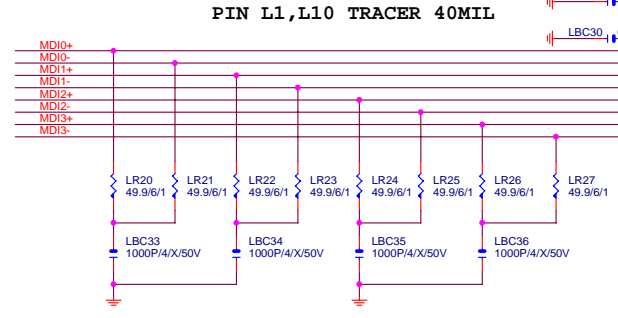 PIN L1,L10 TRACER 40MIL
LBC30
MDI0+
MDI0-
MDI1+
MDI1-
MDI2+
MDI2-
MDI3+
MDI3-
LR20 LR21 LR22 LR23 LR24 LR25 LR26 LR27
49.9/6/1 49.9/6/1 49.9/6/1 49.9/6/1 49.9/6/1 49.9/6/1 49.9/6/1 49.9/6/1
LBC33 LBC34 LBC35 LBC36
1000P/4/X/50V 1000P/4/X/50V 1000P/4/X/50V 1000P/4/X/50V